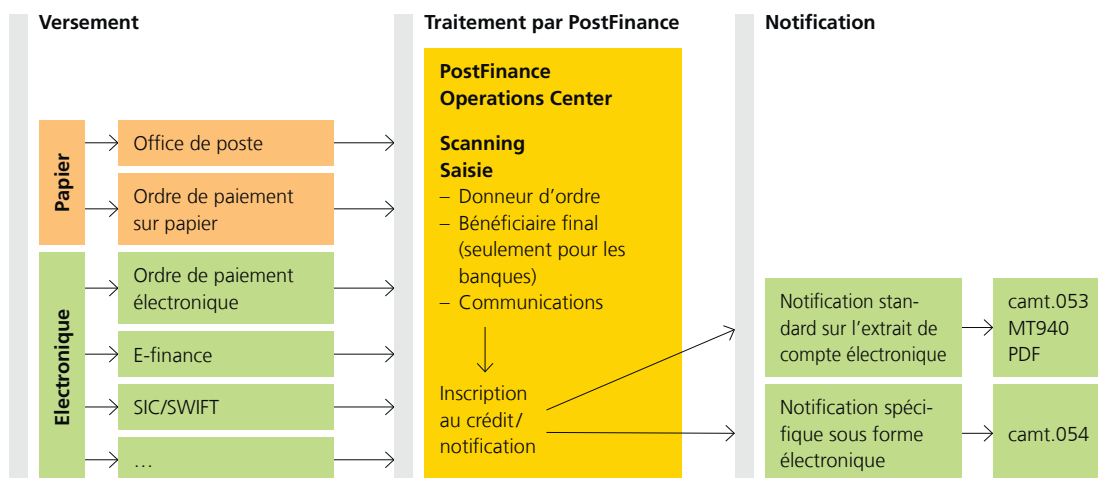 Versement
Papier
Office de poste
Ordre de paiement
sur papier
Electronique
Ordre de paiement
électronique
E-finance
SIC/SWIFT
…
Traitement par PostFinance
PostFinance
Operations Center
Scanning
Saisie
– Donneur d’ordre
– Bénéficiaire final
(seulement pour les
banques)
– Communications
Inscription
au crédit/
notification
Notification
Notification stan-
dard sur l’extrait de
compte électronique
camt.053
MT940
PDF
Notification spéci-
fique sous forme
électronique
camt.054